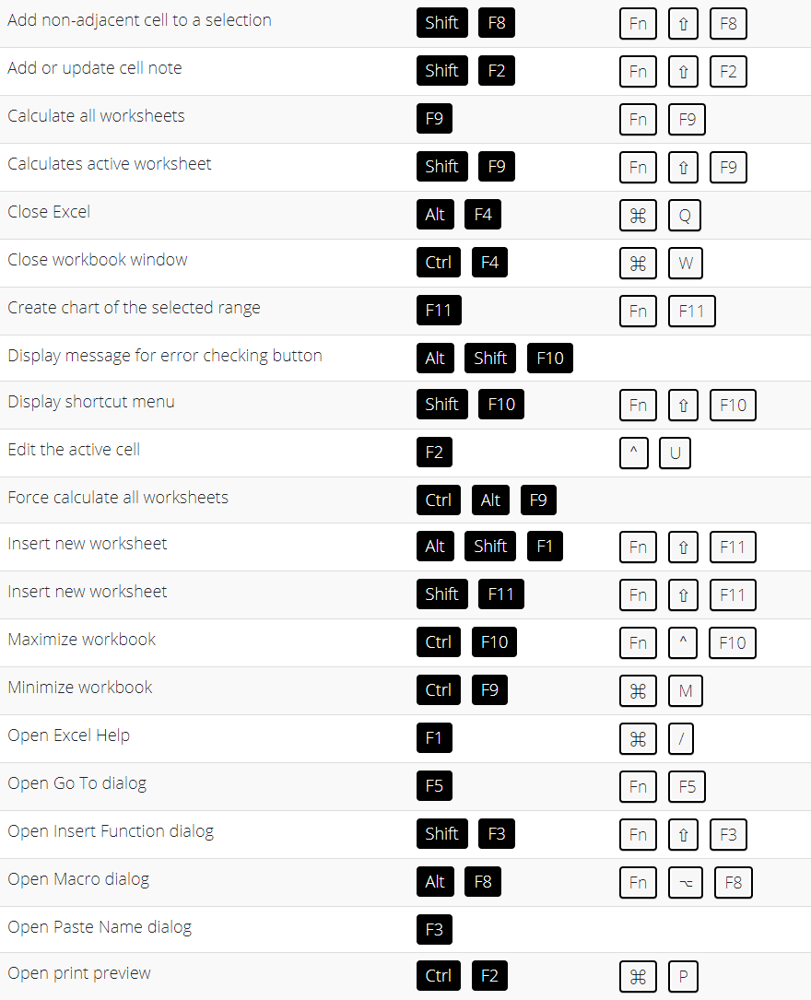 Add non-adjacent cell to a selection Shift F8 Fn ⇧ F8
Add or update cell note Shift F2 Fn ⇧ F2
Calculate all worksheets F9 Fn F9
Calculates active worksheet Shift F9 Fn ⇧ F9
Close Excel Alt F4 ⌘ Q
Close workbook window Ctrl F4 ⌘ W
Create chart of the selected range F11 Fn F11
Display message for error checking button Alt Shift F10
Display shortcut menu Shift F10 Fn ⇧ F10
Edit the active cell F2 ^ U
Force calculate all worksheets Ctrl Alt F9
Insert new worksheet Alt Shift F1 Fn ⇧ F11
Insert new worksheet Shift F11 Fn ⇧ F11
Maximize workbook Ctrl F10 Fn ^ F10
Minimize workbook Ctrl F9 ⌘ M
Open Excel Help F1 ⌘ /
Open Go To dialog F5 Fn F5
Open Insert Function dialog Shift F3 Fn ⇧ F3
Open Macro dialog Alt F8 Fn ⌥ F8
Open Paste Name dialog F3
Open print preview Ctrl F2 ⌘ P